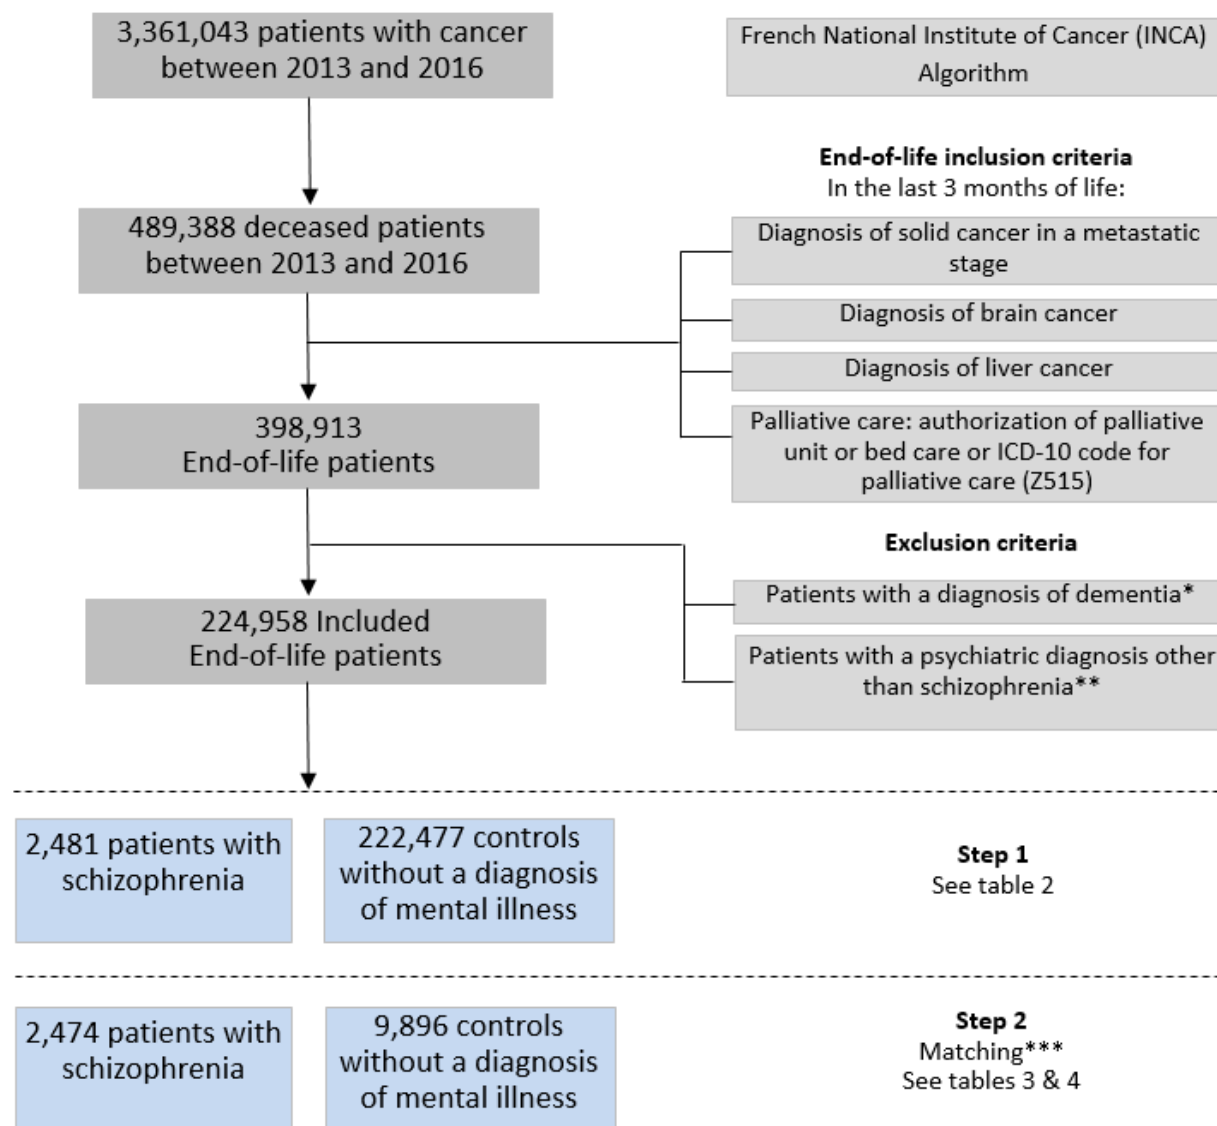 3,361,043 patients with cancer
between 2013 and 2016
French National Institute of Cancer (INCA)
Algorithm
End-of-life inclusion criteria
In the last 3 months of life:
489,388 deceased patients
between 2013 and 2016
Diagnosis of solid cancer in a metastatic
stage
Diagnosis of brain cancer
Diagnosis of liver cancer
398,913
End-of-life patients
Palliative care: authorization of palliative
unit or bed care or ICD-10 code for
palliative care (Z515)
Exclusion criteria
Patients with a diagnosis of dementia*
224,958 Included
End-of-life patients
Patients with a psychiatric diagnosis other
than schizophrenia**
2,481 patients with
schizophrenia
222,477 controls
without a diagnosis
of mental illness
Step 1
See table 2
2,474 patients with
schizophrenia
9,896 controls
without a diagnosis
of mental illness
Step 2
Matching***
See tables 3 & 4